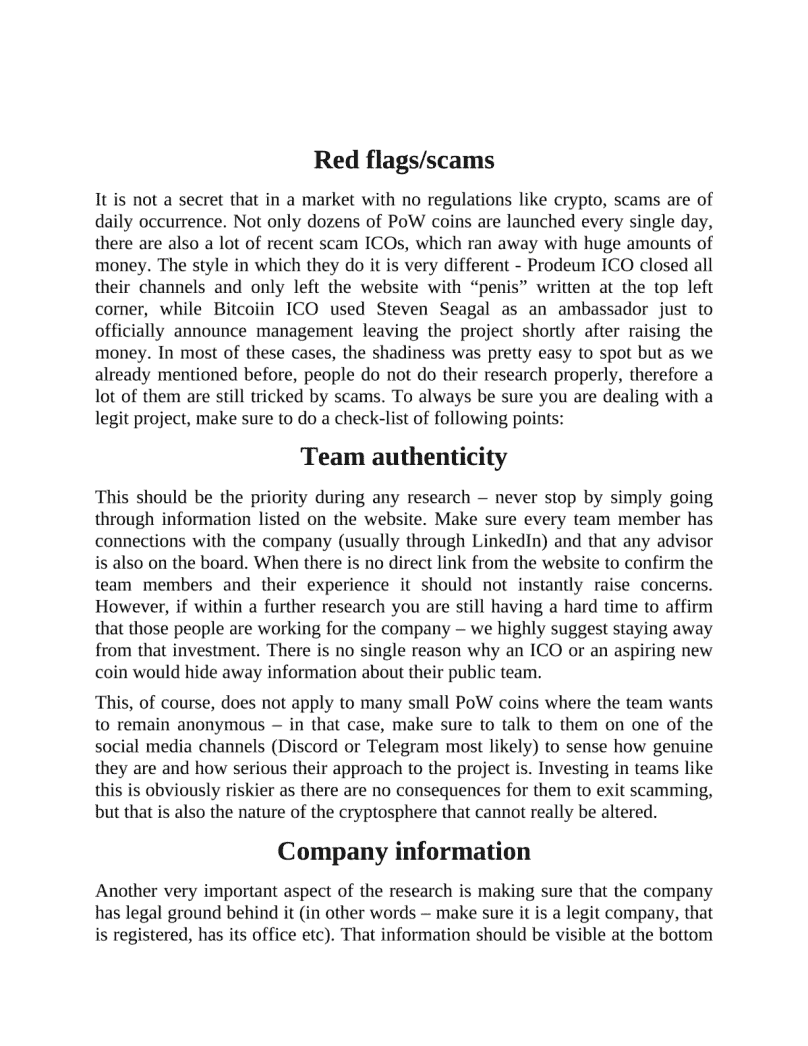 Red flags/scams
It is not a secret that in a market with no regulations like crypto, scams are of
daily occurrence. Not only dozens of PoW coins are launched every single day,
there are also a lot of recent scam ICOs, which ran away with huge amounts of
money. The style in which they do it is very different - Prodeum ICO closed all
their channels and only left the website with “penis” written at the top left
corner, while Bitcoiin ICO used Steven Seagal as an ambassador just to
officially announce management leaving the project shortly after raising the
money. In most of these cases, the shadiness was pretty easy to spot but as we
already mentioned before, people do not do their research properly, therefore a
lot of them are still tricked by scams. To always be sure you are dealing with a
legit project, make sure to do a check-list of following points:
Team authenticity
This should be the priority during any research – never stop by simply going
through information listed on the website. Make sure every team member has
connections with the company (usually through LinkedIn) and that any advisor
is also on the board. When there is no direct link from the website to confirm the
team members and their experience it should not instantly raise concerns.
However, if within a further research you are still having a hard time to affirm
that those people are working for the company – we highly suggest staying away
from that investment. There is no single reason why an ICO or an aspiring new
coin would hide away information about their public team.
This, of course, does not apply to many small PoW coins where the team wants
to remain anonymous – in that case, make sure to talk to them on one of the
social media channels (Discord or Telegram most likely) to sense how genuine
they are and how serious their approach to the project is. Investing in teams like
this is obviously riskier as there are no consequences for them to exit scamming,
but that is also the nature of the cryptosphere that cannot really be altered.
Company information
Another very important aspect of the research is making sure that the company
has legal ground behind it (in other words – make sure it is a legit company, that
is registered, has its office etc). That information should be visible at the bottom